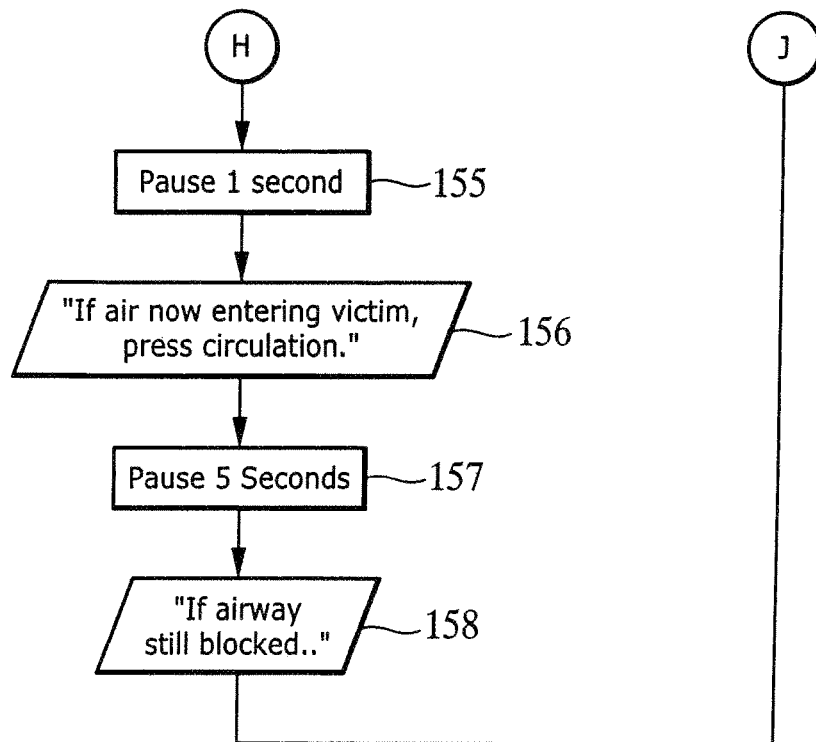 H
J
Pause 1 second
155
"If air now entering victim,
press circulation."
156
Pause 5 Seconds
157
"If airway
still blocked.."
158